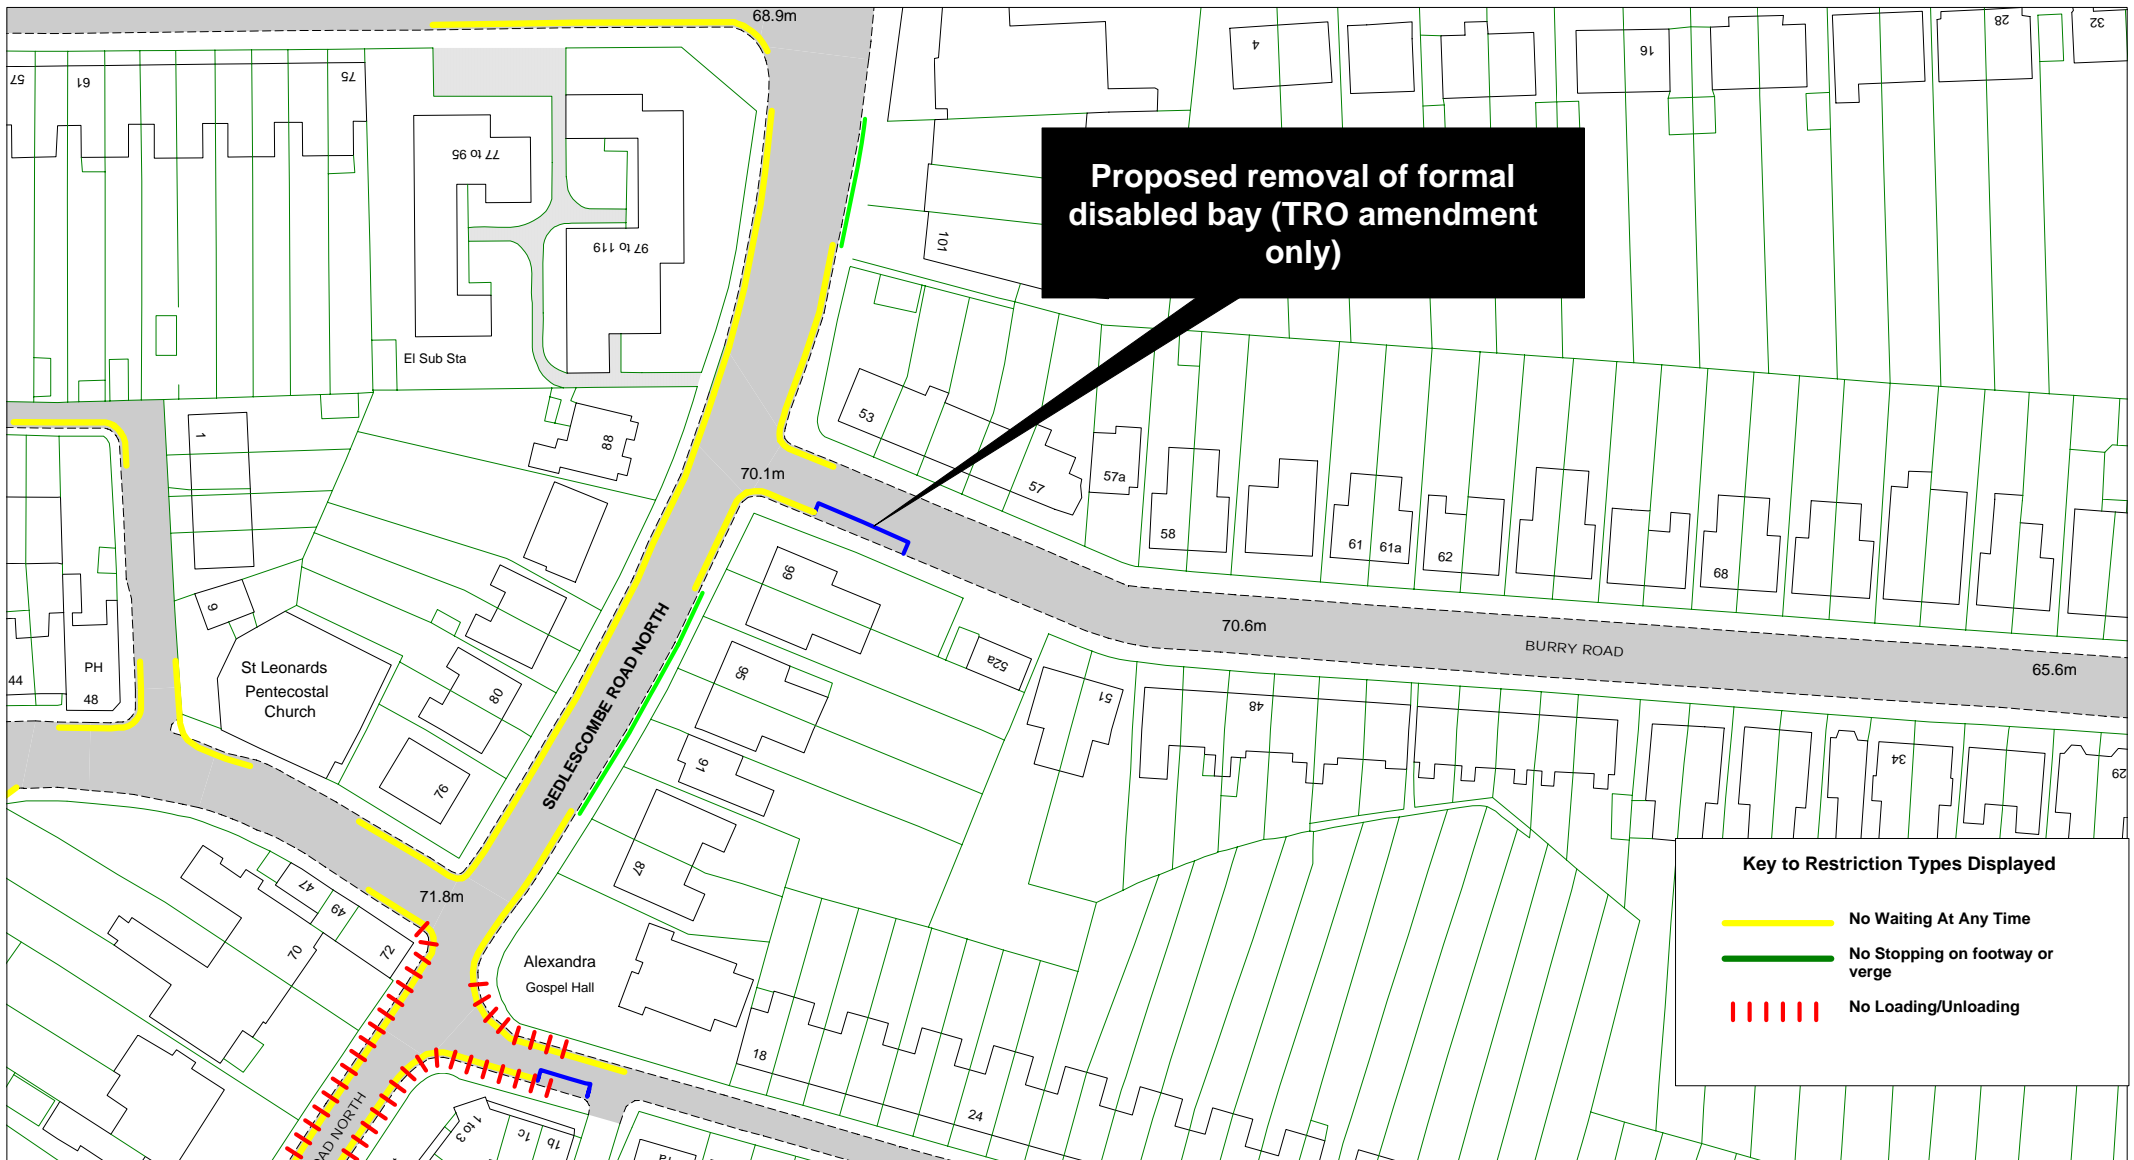 68.9m
57
61
75
4
16
28
32
77 to 95
97 to 119
101
Proposed removal of formal
disabled bay (TRO amendment
only)
El Sub Sta
1
88
53
57
57a
58
61
61a
62
68
70.1m
9
99
52a
51
70.6m
BURRY ROAD
65.6m
St Leonards
Pentecostal
Church
PH
44
48
80
76
SEDLESCOMBE ROAD NORTH
95
91
87
48
34
29
71.8m
47
49
70
72
Alexandra
Gospel Hall
18
24
1 to 3
1c
1b
OAD NORTH
Key to Restriction Types Displayed
No Waiting At Any Time
No Stopping on footway or
verge
No Loading/Unloading